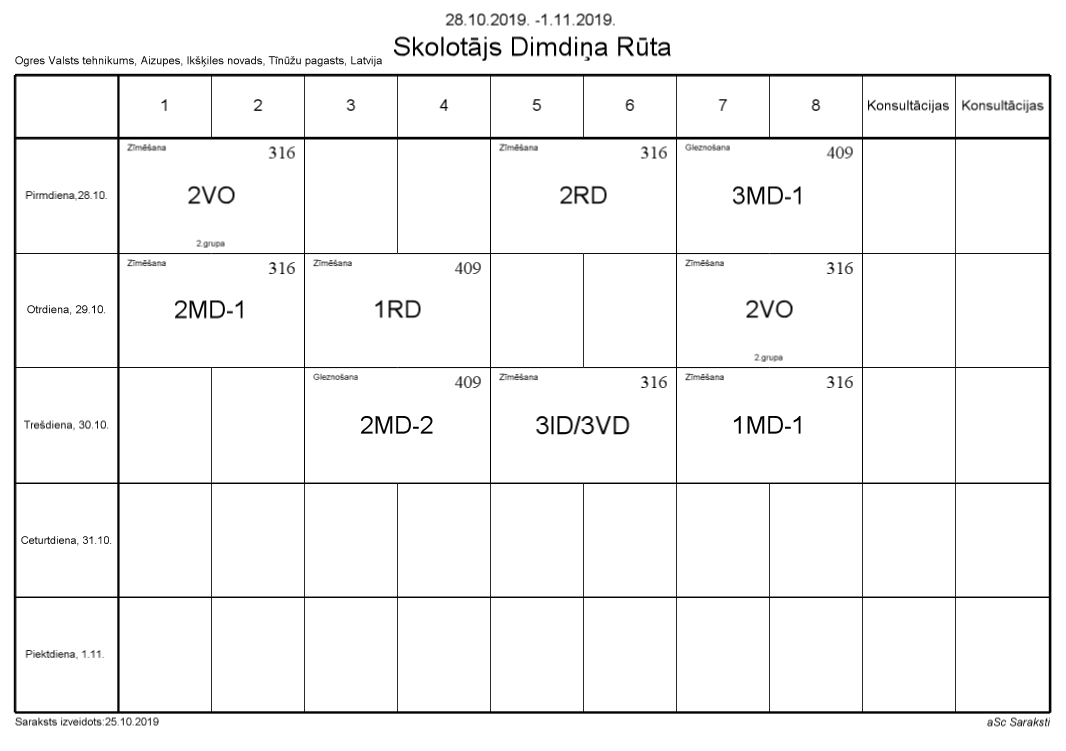 28.10.2019. -1.11.2019.
Skolotājs Dimdiņa Rūta
Ogres Valsts tehnikums, Aizupes, Ikšķiles novads, Tīnūžu pagasts, Latvija
1 2 3 4 5 6 7 8 Konsultācijas Konsultācijas
Pirmdiena,28.10.
Zīmēšana 316
2VO
2.grupa
Zīmēšana 316
2RD
Gleznošana 409
3MD-1
Otrdiena, 29.10.
Zīmēšana 316
2MD-1
Zīmēšana 409
1RD
Zīmēšana 316
2VO
2.grupa
Trešdiena, 30.10.
Gleznošana 409
2MD-2
Zīmēšana 316
3ID/3VD
Zīmēšana 316
1MD-1
Ceturtdiena, 31.10.
Piektdiena, 1.11.
Saraksts izveidots:25.10.2019
aSc Saraksti